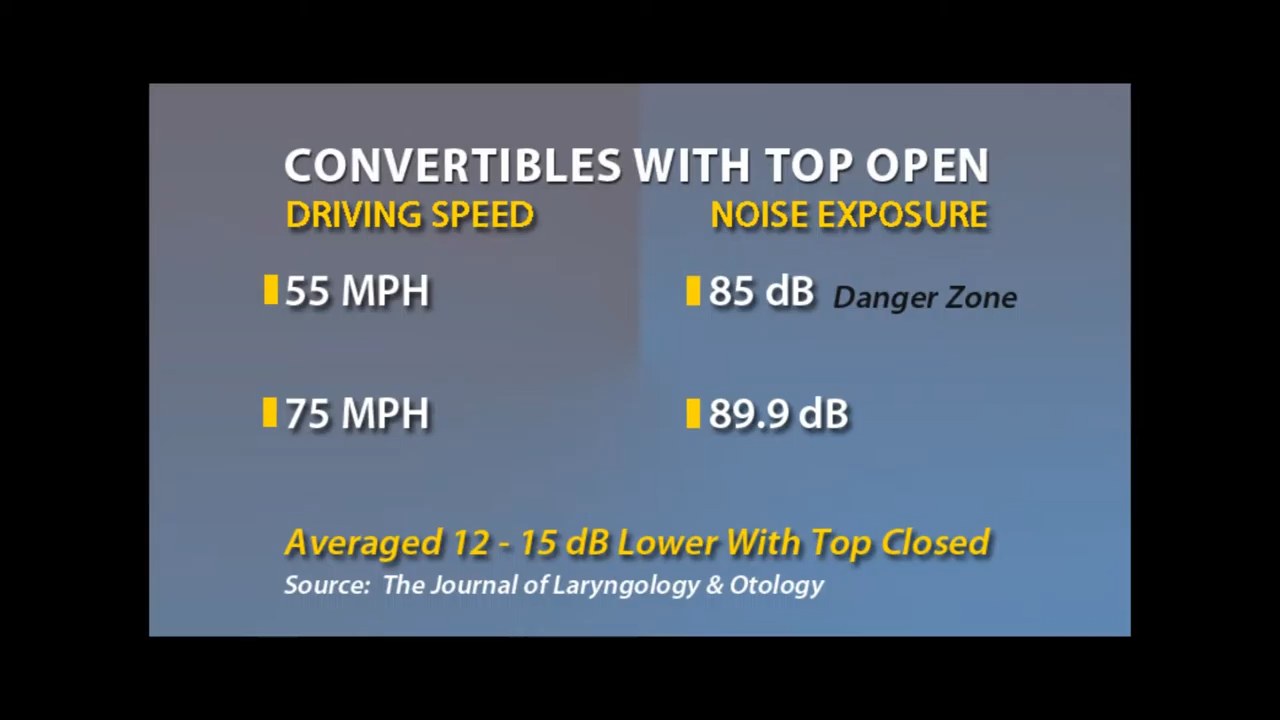 CONVERTIBLES WITH TOP OPEN
DRIVING SPEED NOISE EXPOSURE
55 MPH 85 dB Danger Zone
75 MPH 89.9 dB
Averaged 12 - 15 dB Lower With Top Closed
Source: The Journal of Laryngology & Otology